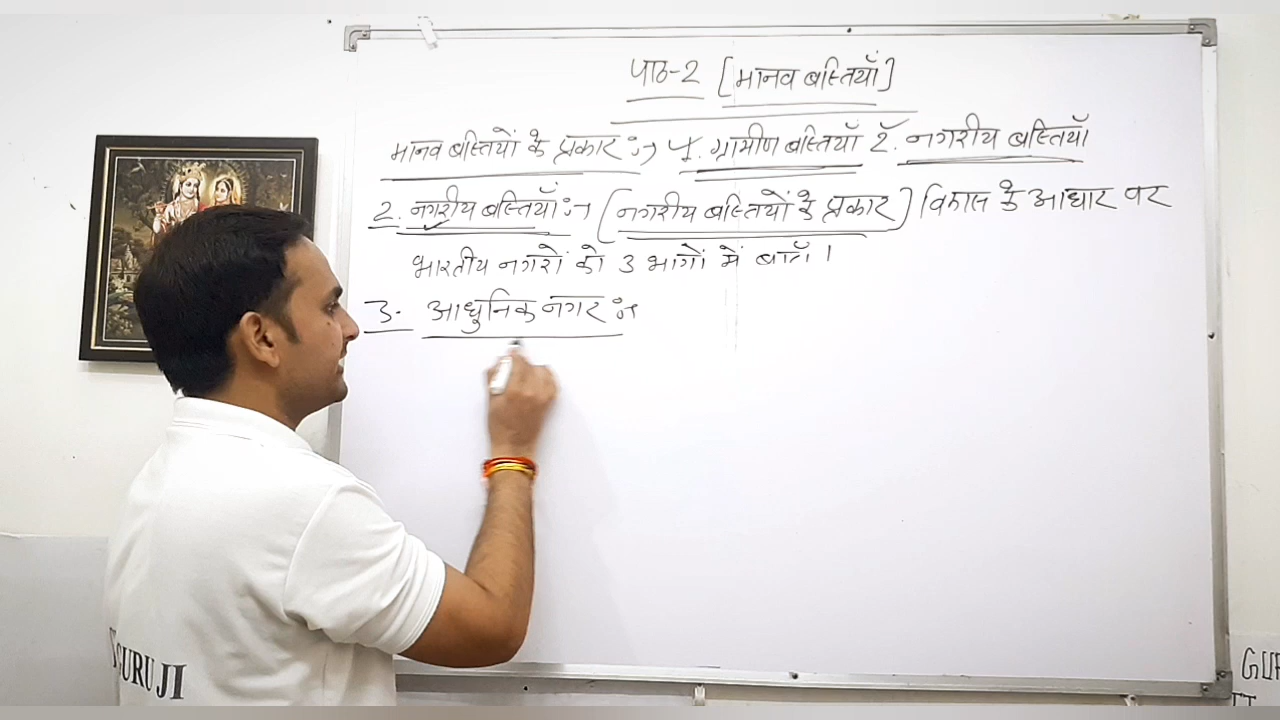 पाठ-2 [मानव बस्तियाँ]
मानव बस्तियों के प्रकार :→ 1. ग्रामीण बस्तियाँ 2. नगरीय बस्तियाँ
2. नगरीय बस्तियाँ :→ [नगरीय बस्तियों के प्रकार] विकास के आधार पर
भारतीय नगरों को 3 भागों में बाँटा।
3. आधुनिक नगर :→
GURUJI